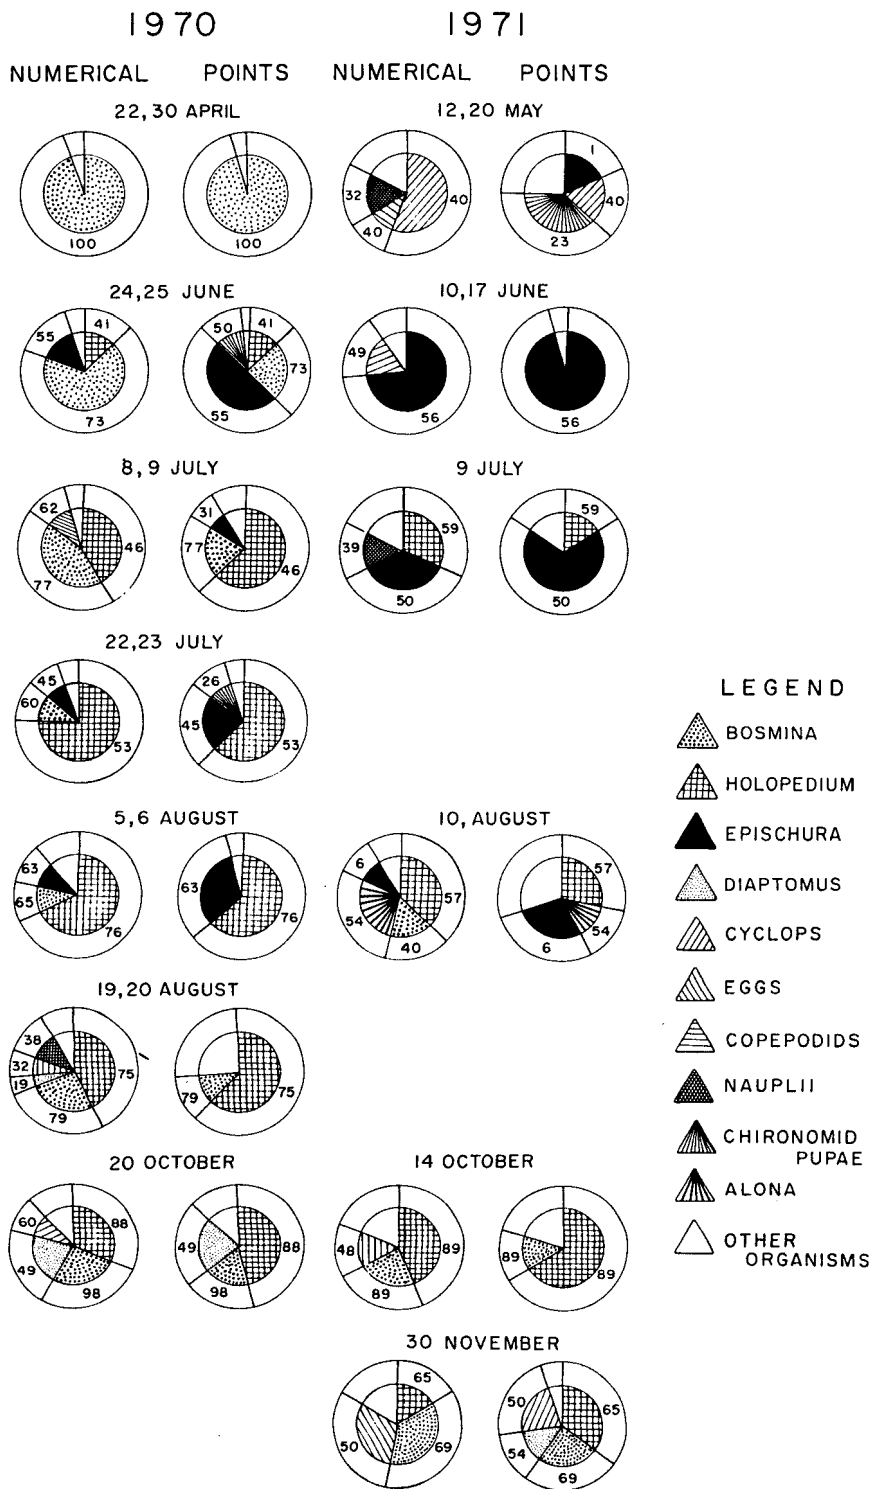 1970 1971
NUMERICAL POINTS NUMERICAL POINTS
22,30 APRIL 12,20 MAY
100 100 32 40 40 1 40 23
24,25 JUNE 10,17 JUNE
55 41 73 50 41 73 55 49 56 56
8,9 JULY 9 JULY
62 46 77 31 77 46 59 39 50 59 50
22,23 JULY
45 60 53 26 45 53
5,6 AUGUST 10, AUGUST
63 65 76 63 76 6 57 54 40 57 54 6
19,20 AUGUST
38 32 19 75 79 79 75
20 OCTOBER 14 OCTOBER
60 88 49 98 49 88 98 48 89 89 89 89
30 NOVEMBER
65 50 69 50 65 54 69
LEGEND
BOSMINA
HOLOPEDIUM
EPISCHURA
DIAPTOMUS
CYCLOPS
EGGS
COPEPODIDS
NAUPLII
CHIRONOMID
PUPAE
ALONA
OTHER
ORGANISMS